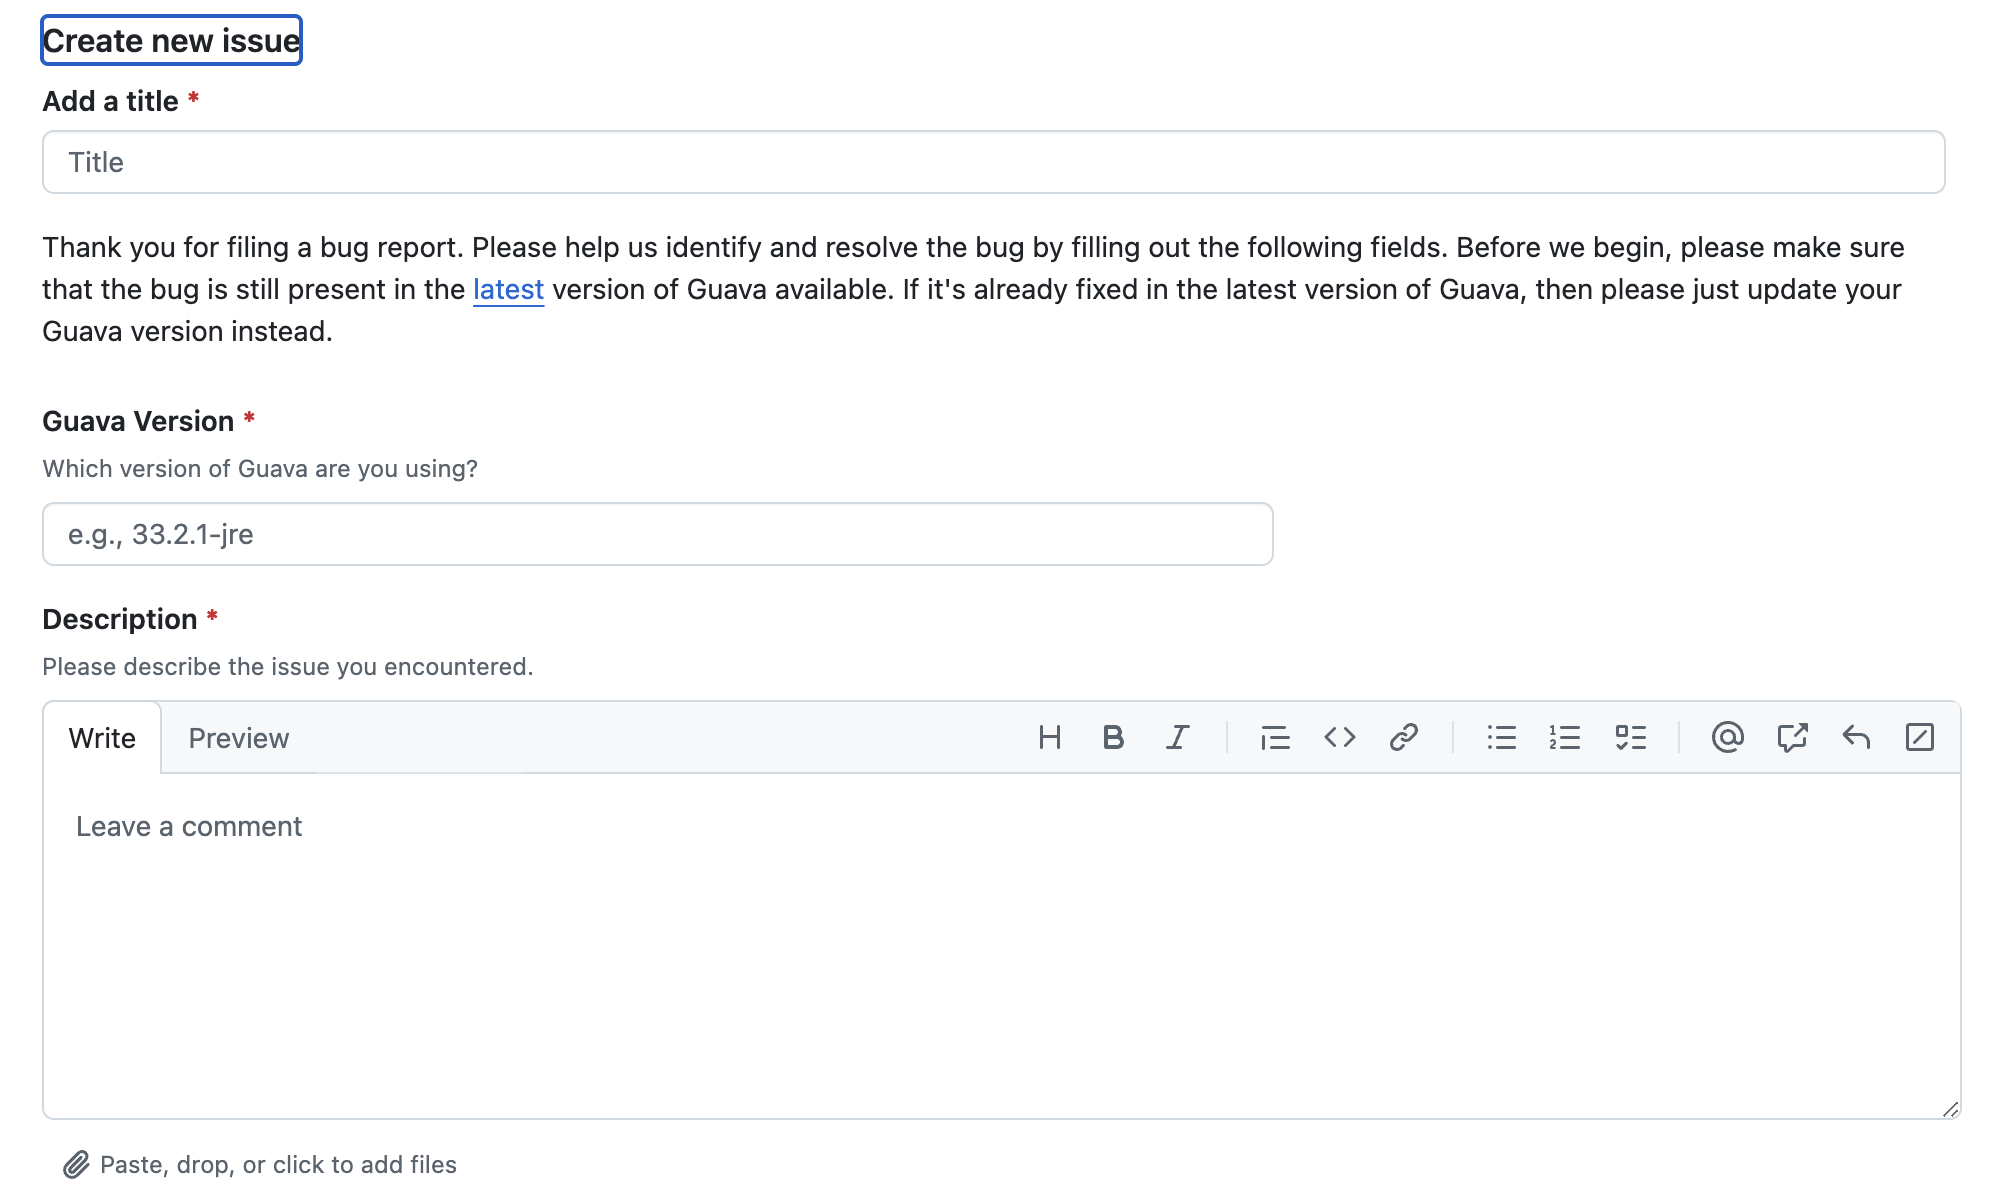 Create new issue
Add a title *
Title
Thank you for filing a bug report. Please help us identify and resolve the bug by filling out the following fields. Before we begin, please make sure
that the bug is still present in the latest version of Guava available. If it's already fixed in the latest version of Guava, then please just update your
Guava version instead.
Guava Version *
Which version of Guava are you using?
e.g., 33.2.1-jre
Description *
Please describe the issue you encountered.
Write Preview
Leave a comment
Paste, drop, or click to add files